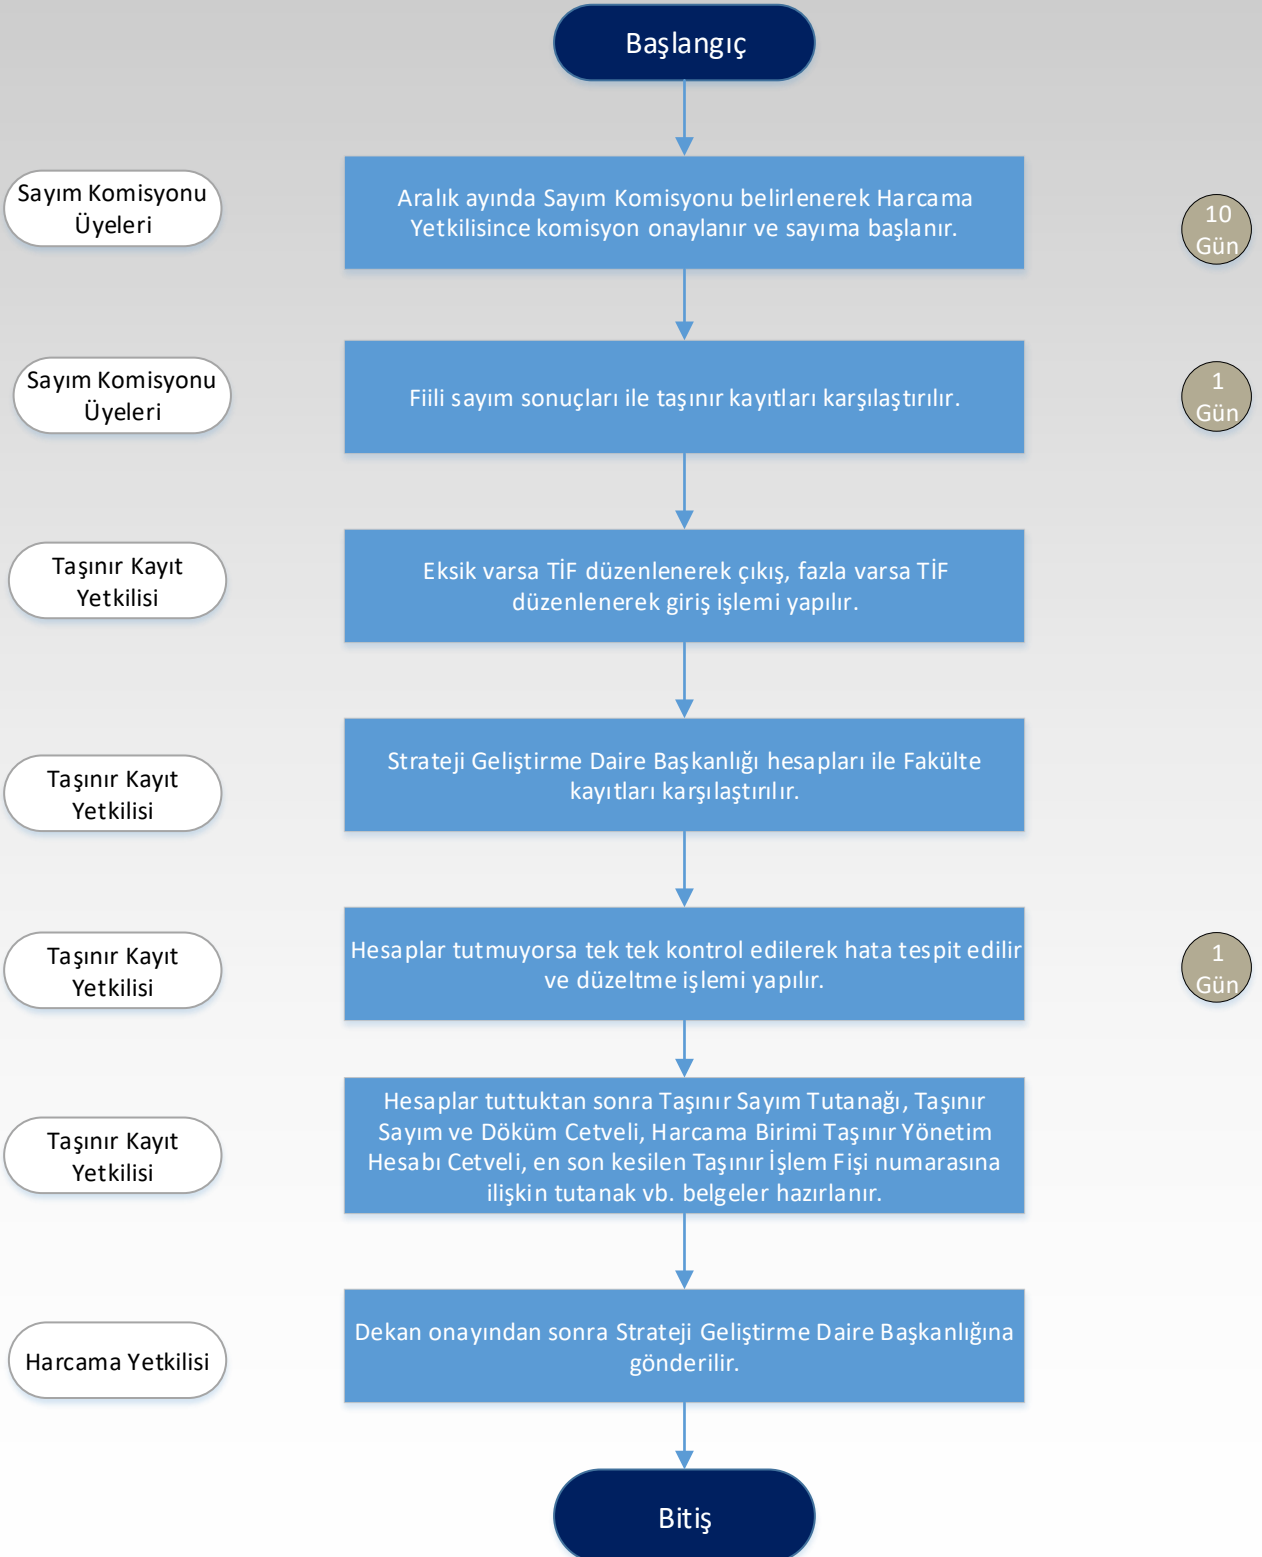 Başlangıç
Sayım Komisyonu
Üyeleri
Aralık ayında Sayım Komisyonu belirlenerek Harcama
Yetkilisince komisyon onaylanır ve sayıma başlanır.
10
Gün
Sayım Komisyonu
Üyeleri
Fiili sayım sonuçları ile taşınır kayıtları karşılaştırılır.
1
Gün
Taşınır Kayıt
Yetkilisi
Eksik varsa TİF düzenlenerek çıkış, fazla varsa TİF
düzenlenerek giriş işlemi yapılır.
Taşınır Kayıt
Yetkilisi
Strateji Geliştirme Daire Başkanlığı hesapları ile Fakülte
kayıtları karşılaştırılır.
Taşınır Kayıt
Yetkilisi
Hesaplar tutmuyorsa tek tek kontrol edilerek hata tespit edilir
ve düzeltme işlemi yapılır.
1
Gün
Taşınır Kayıt
Yetkilisi
Hesaplar tuttuktan sonra Taşınır Sayım Tutanağı, Taşınır
Sayım ve Döküm Cetveli, Harcama Birimi Taşınır Yönetim
Hesabı Cetveli, en son kesilen Taşınır İşlem Fişi numarasına
ilişkin tutanak vb. belgeler hazırlanır.
Harcama Yetkilisi
Dekan onayından sonra Strateji Geliştirme Daire Başkanlığına
gönderilir.
Bitiş